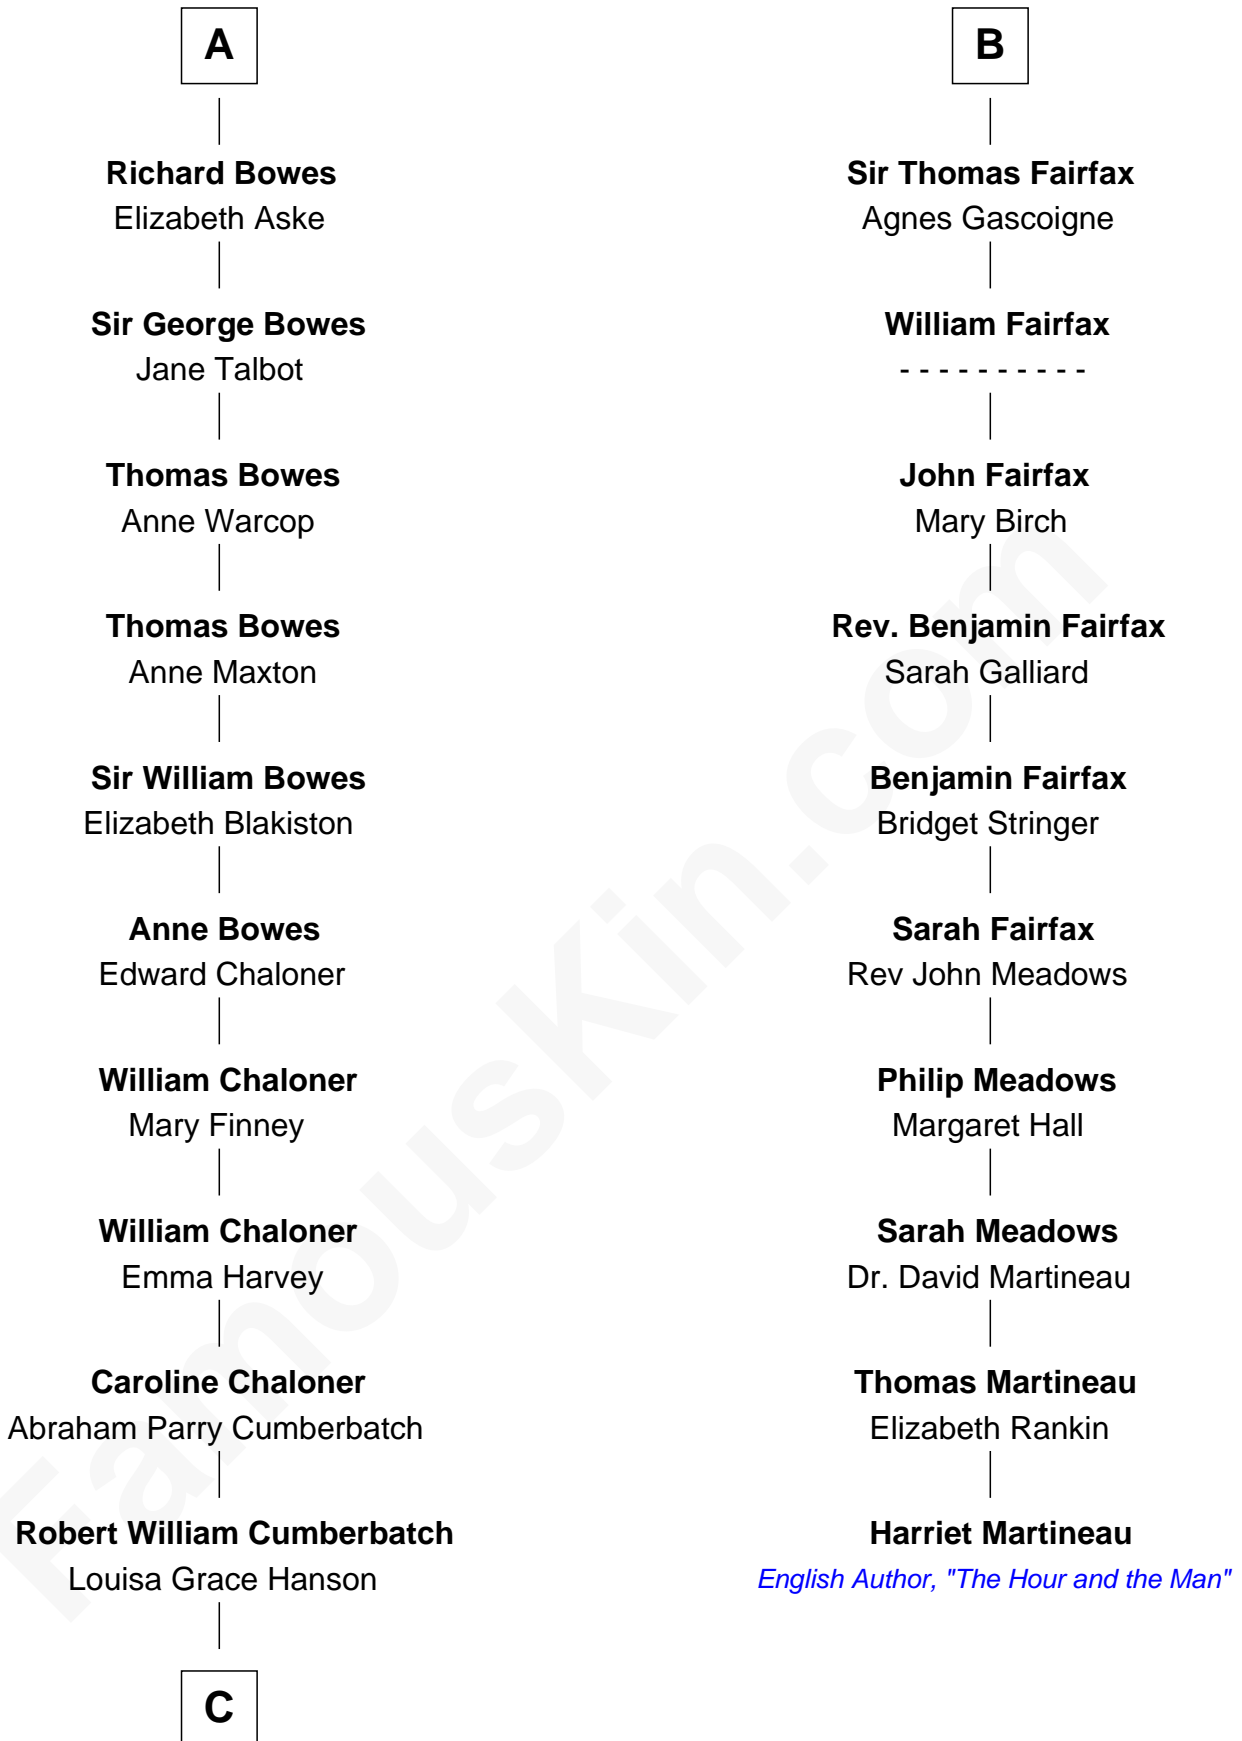 A
Richard Bowes
Elizabeth Aske
Sir George Bowes
Jane Talbot
Thomas Bowes
Anne Warcop
Thomas Bowes
Anne Maxton
Sir William Bowes
Elizabeth Blakiston
Anne Bowes
Edward Chaloner
William Chaloner
Mary Finney
William Chaloner
Emma Harvey
Caroline Chaloner
Abraham Parry Cumberbatch
Robert William Cumberbatch
Louisa Grace Hanson
C
B
Sir Thomas Fairfax
Agnes Gascoigne
William Fairfax
- - - - - - - - - -
John Fairfax
Mary Birch
Rev. Benjamin Fairfax
Sarah Galliard
Benjamin Fairfax
Bridget Stringer
Sarah Fairfax
Rev John Meadows
Philip Meadows
Margaret Hall
Sarah Meadows
Dr. David Martineau
Thomas Martineau
Elizabeth Rankin
Harriet Martineau
English Author, "The Hour and the Man"
FamousKin.com